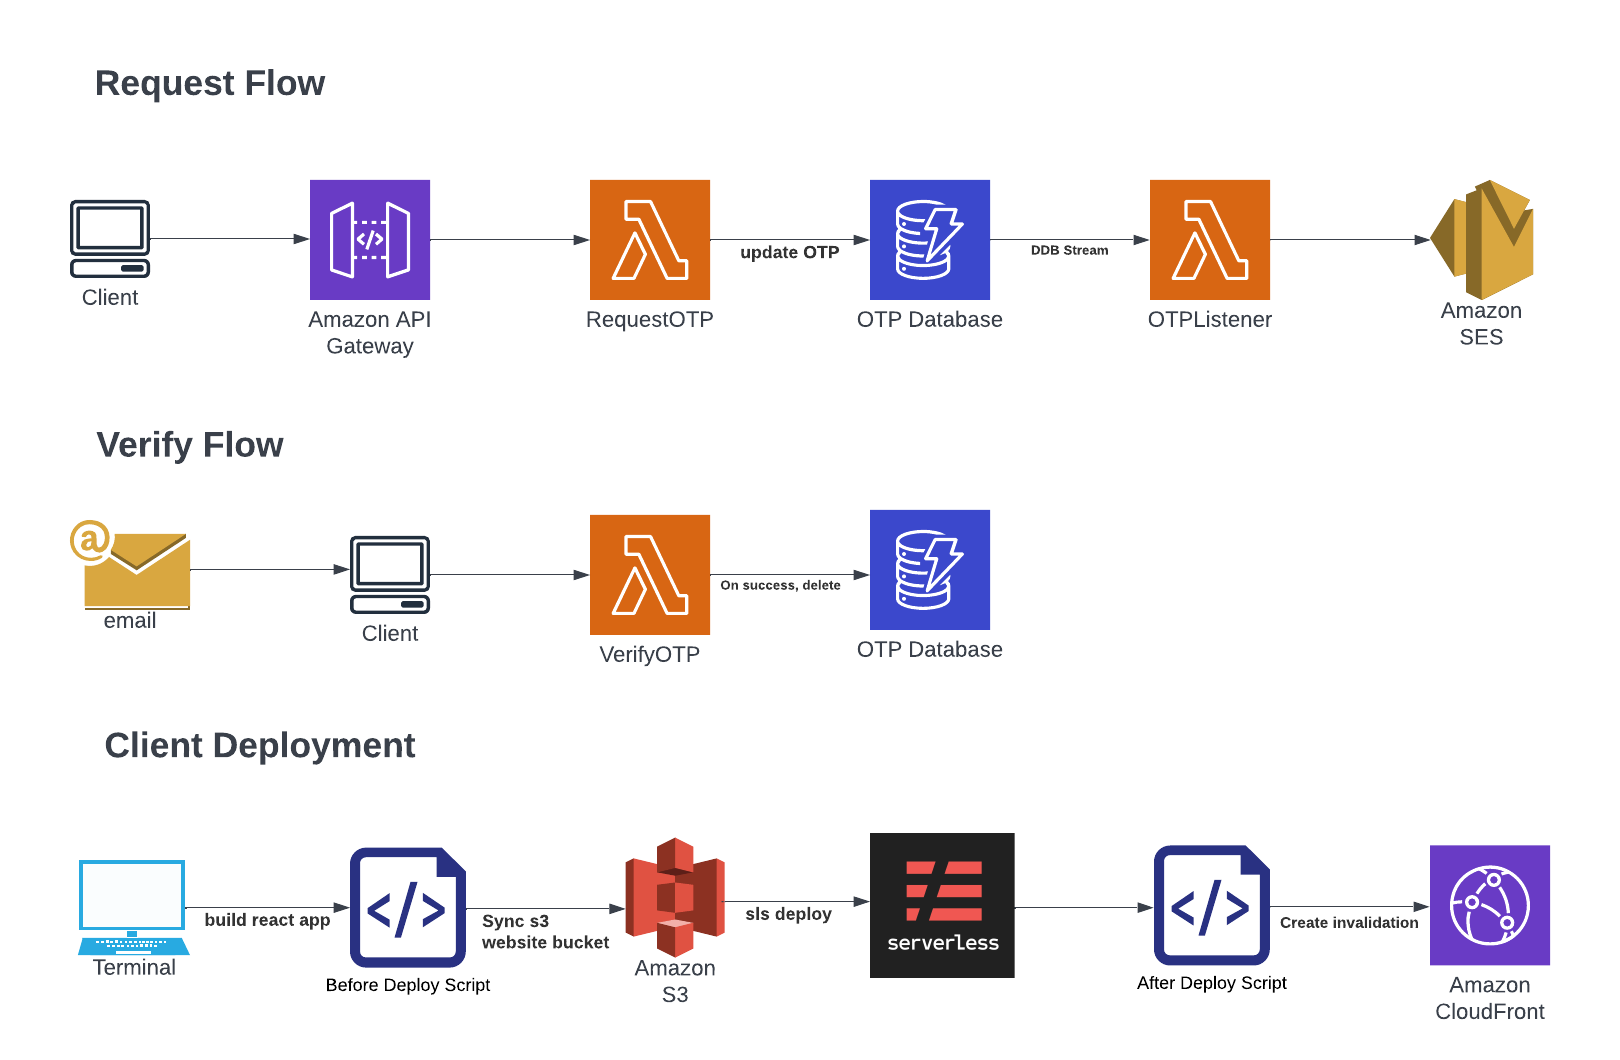 Request Flow
Client
Amazon API
Gateway
RequestOTP
update OTP
OTP Database
DDB Stream
OTPListener
Amazon
SES
Verify Flow
@
email
Client
VerifyOTP
On success, delete
OTP Database
Client Deployment
Terminal
build react app
</>
Before Deploy Script
Sync s3
website bucket
Amazon
S3
sls deploy
serverless
</>
After Deploy Script
Create invalidation
Amazon
CloudFront